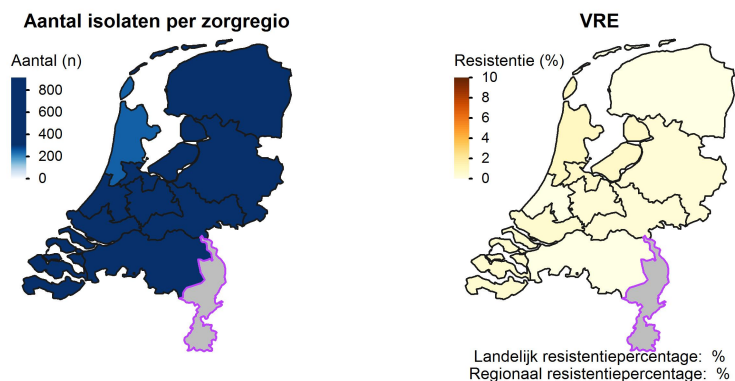 Aantal isolaten per zorgregio
Aantal (n)
800
600
400
200
0
VRE
Resistentie (%)
10
8
6
4
2
0
Landelijk resistentiepercentage: %
Regionaal resistentiepercentage: %